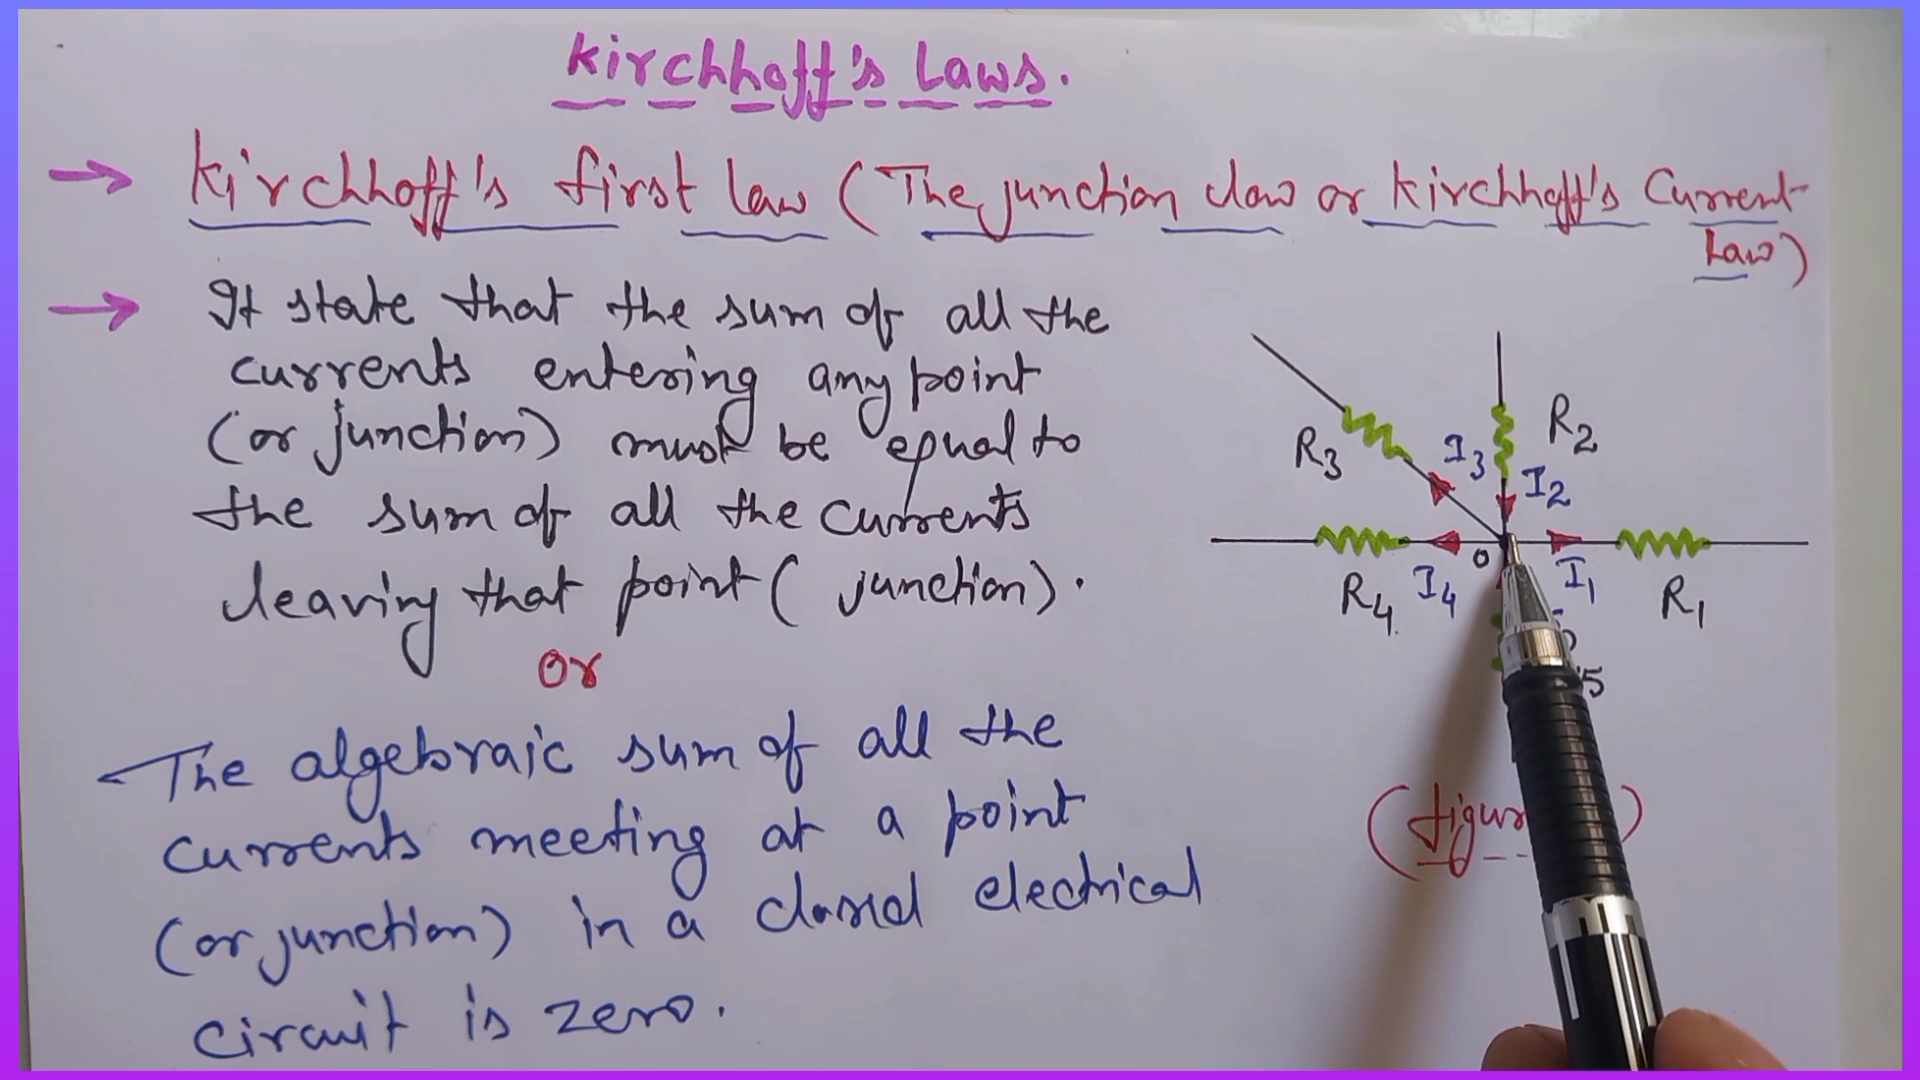 Kirchhoff's Laws.
Kirchhoff's first law (The junction law or Kirchhoff's Current
Law)
It state that the sum of all the
currents entering any point
(or junction) must be equal to
the sum of all the currents
leaving that point ( junction).
Or
The algebraic sum of all the
currents meeting at a point
(or junction) in a closed electrical
circuit is zero.
R2
R3
I3
I2
O
R4
I4
I1
R1
5